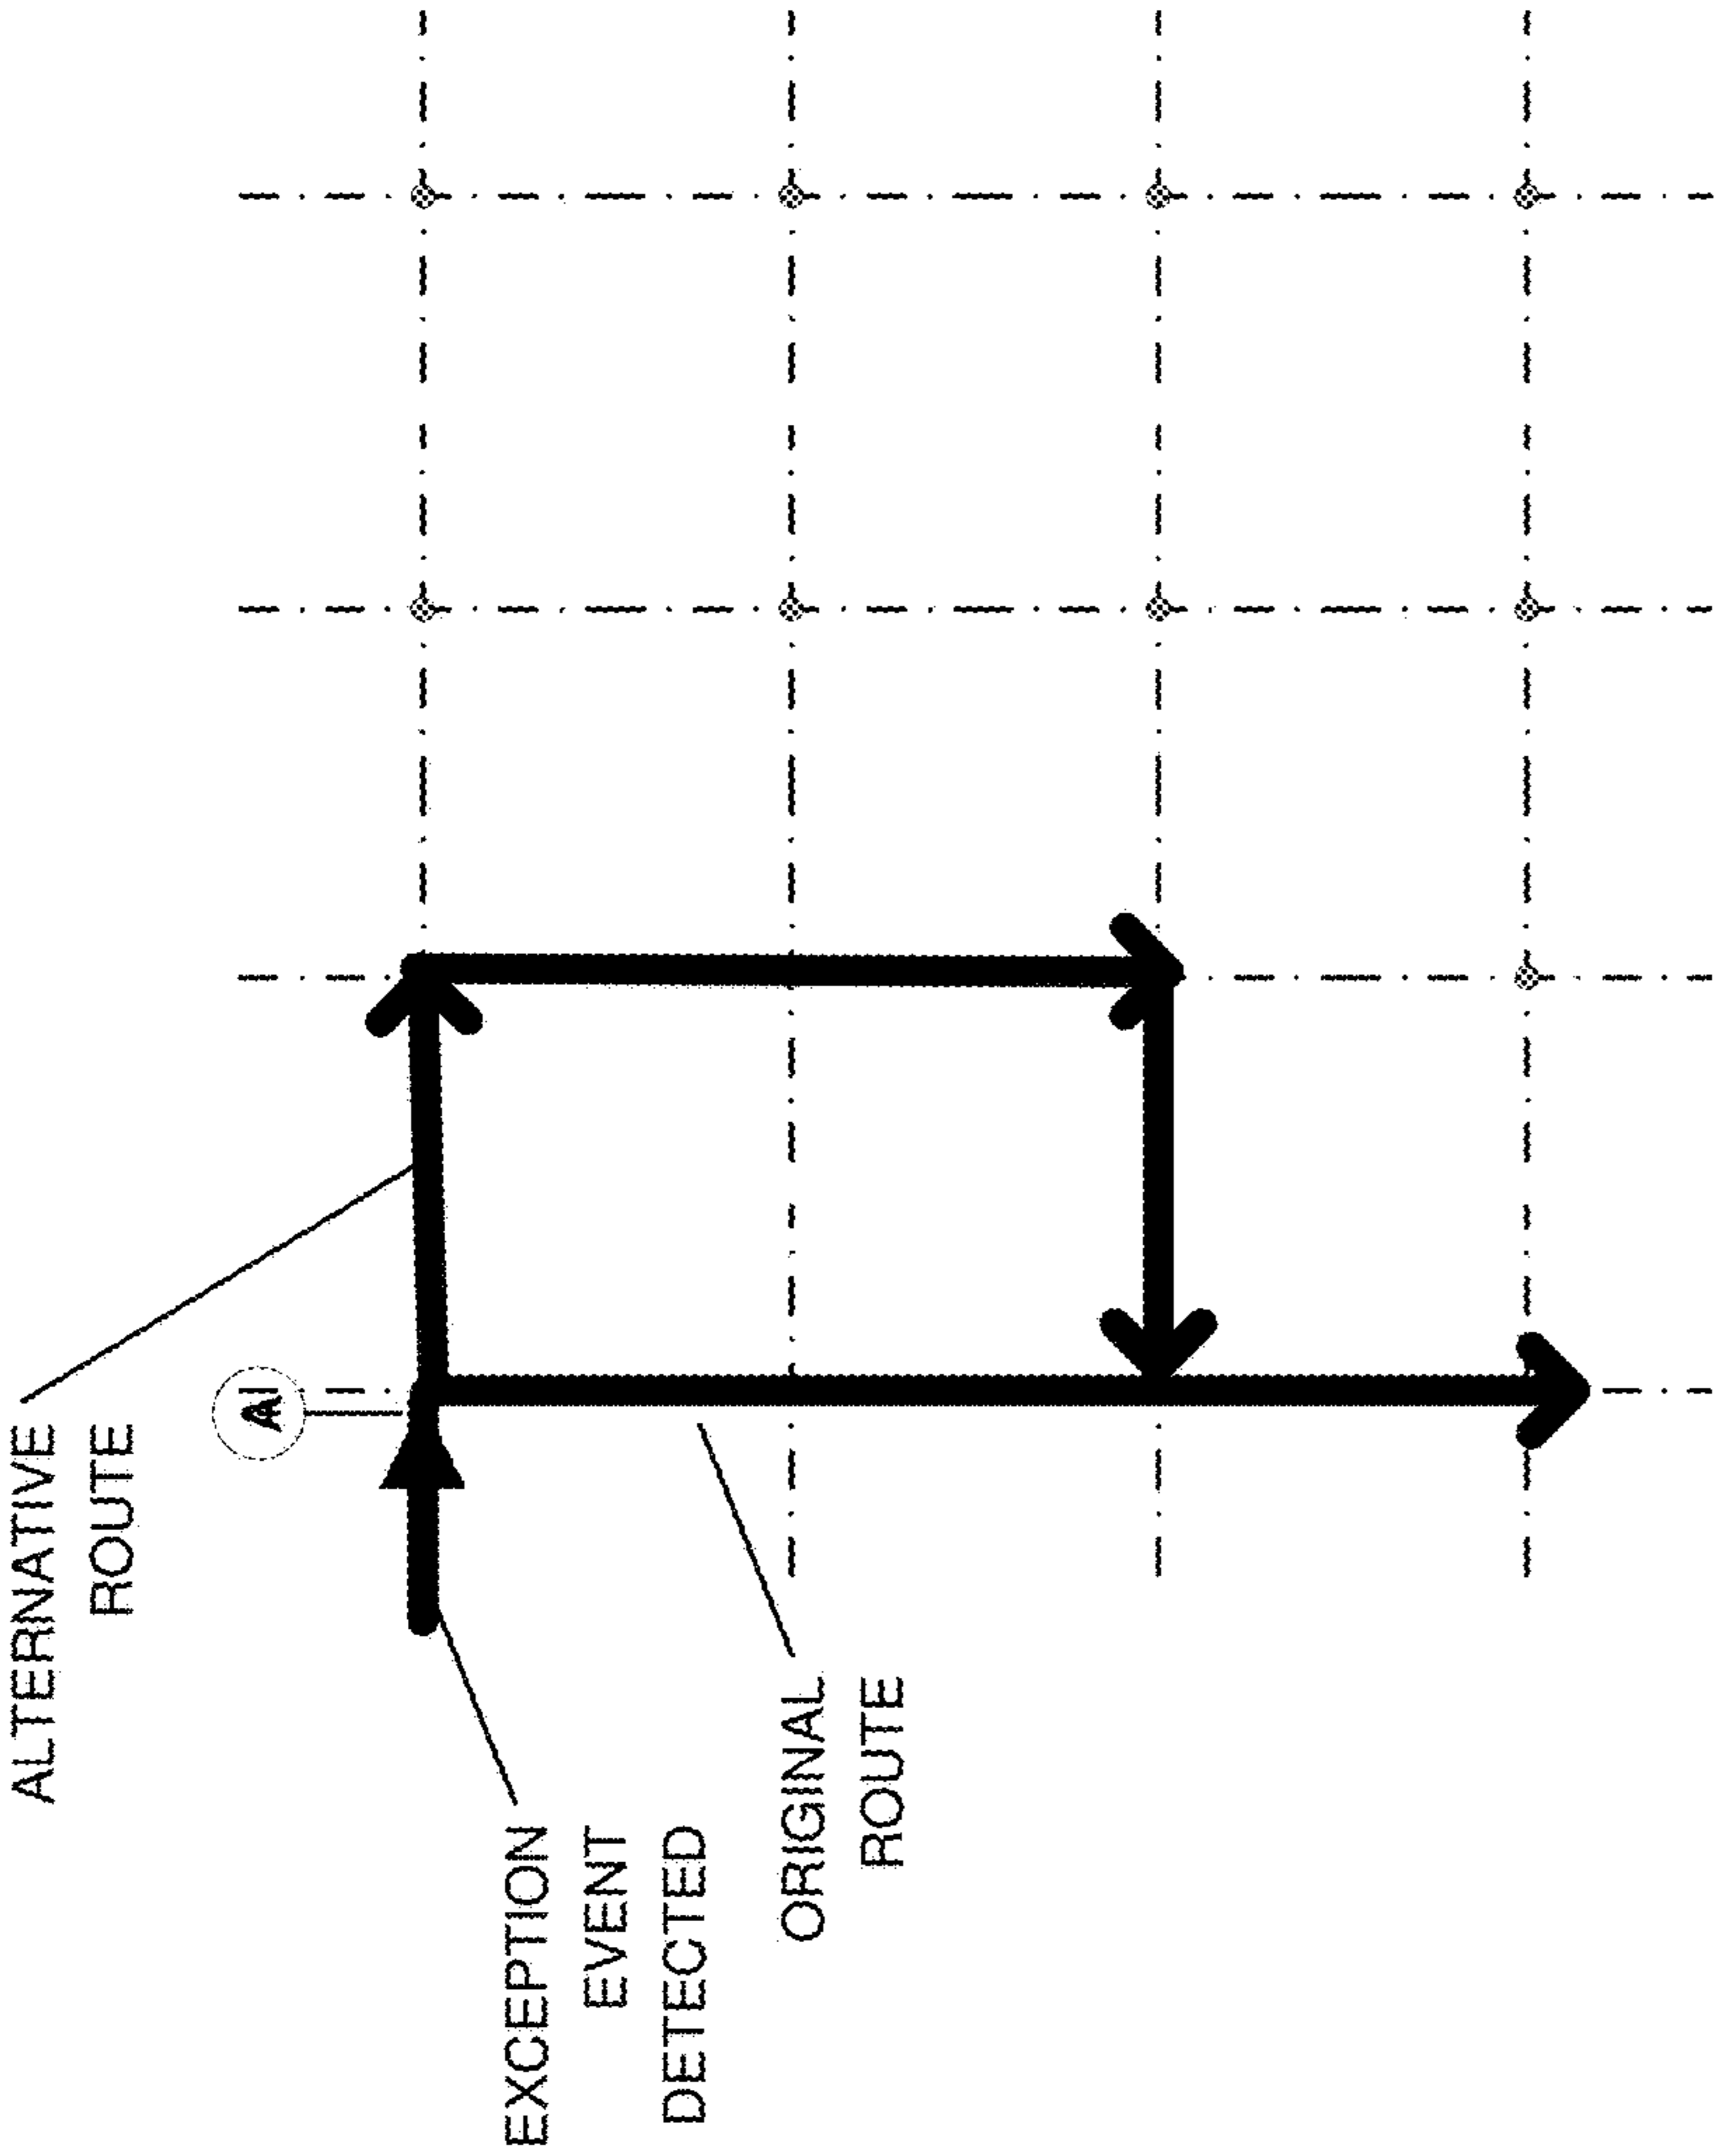 ALTERNATIVE
ROUTE
A
EXCEPTION
EVENT
DETECTED
ORIGINAL
ROUTE